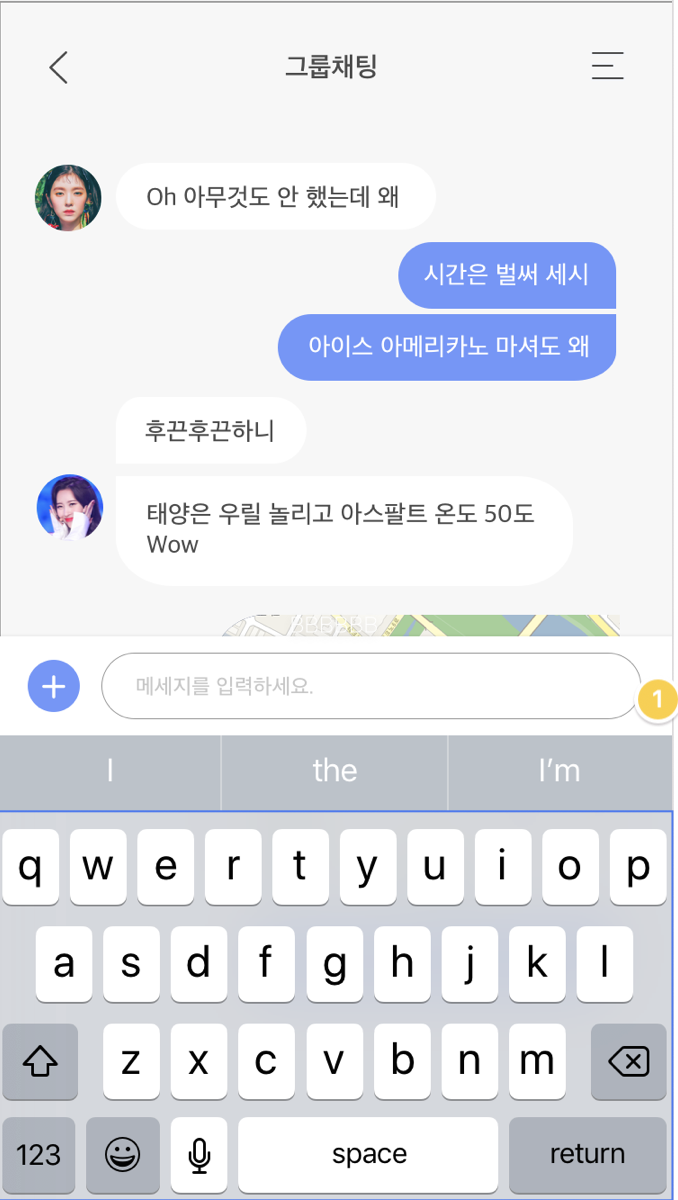 그룹채팅
Oh 아무것도 안 했는데 왜
시간은 벌써 세시
아이스 아메리카노 마셔도 왜
후끈후끈하니
태양은 우릴 놀리고 아스팔트 온도 50도
Wow
메세지를 입력하세요.
1
I the I’m
q w e r t y u i o p
a s d f g h j k l
z x c v b n m
123 space return